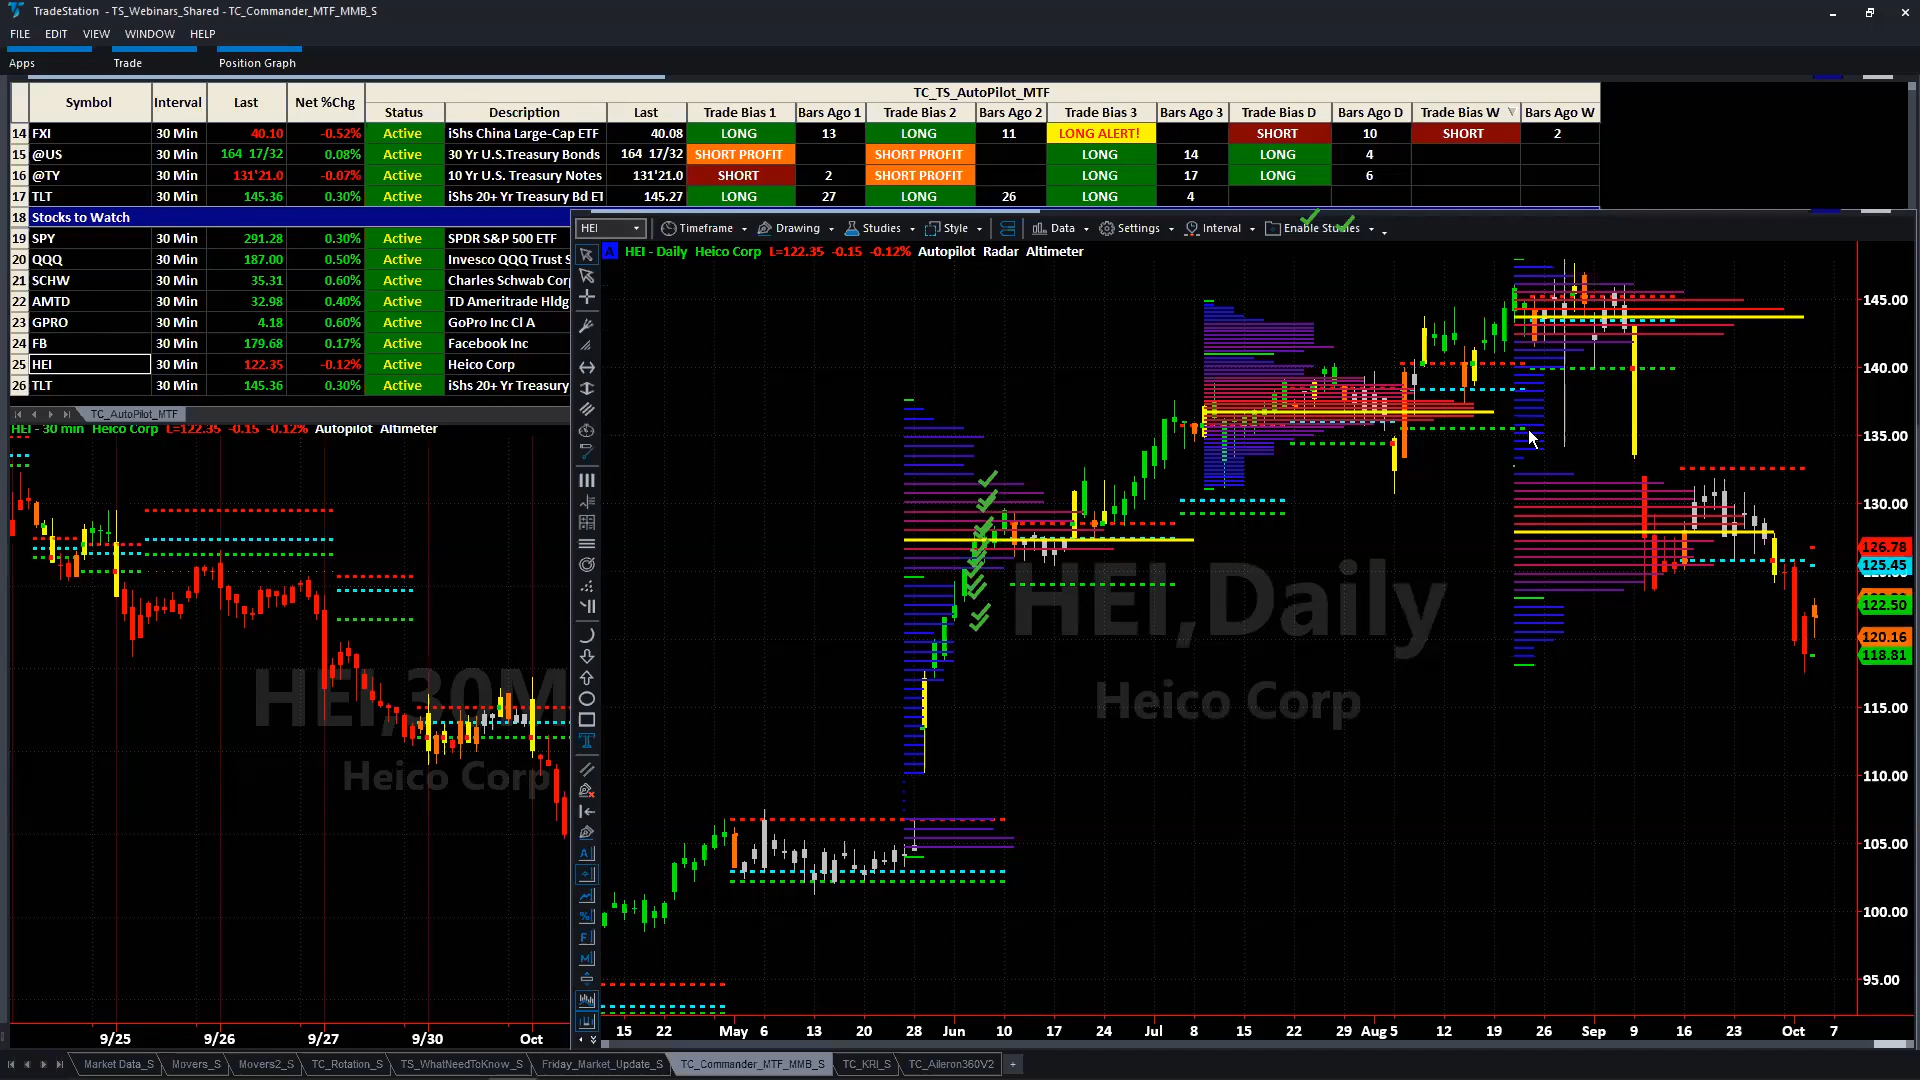 TradeStation - TS_Webinars_Shared - TC_Commander_MTF_MMB_S
FILE EDIT VIEW WINDOW HELP
Apps Trade Position Graph
TC_TS_AutoPilot_MTF
Symbol Interval Last Net %Chg Status Description Last Trade Bias 1 Bars Ago 1 Trade Bias 2 Bars Ago 2 Trade Bias 3 Bars Ago 3 Trade Bias D Bars Ago D Trade Bias W Bars Ago W
14 FXI 30 Min 40.10 -0.52% Active iShs China Large-Cap ETF 40.08 LONG 13 LONG 11 LONG ALERT! SHORT 10 SHORT 2
15 @US 30 Min 164 17/32 0.08% Active 30 Yr U.S.Treasury Bonds 164 17/32 SHORT PROFIT SHORT PROFIT LONG 14 LONG 4
16 @TY 30 Min 131'21.0 -0.07% Active 10 Yr U.S. Treasury Notes 131'21.0 SHORT 2 SHORT PROFIT LONG 17 LONG 6
17 TLT 30 Min 145.36 0.30% Active iShs 20+ Yr Treasury Bd ET 145.27 LONG 27 LONG 26 LONG 4
18 Stocks to Watch
19 SPY 30 Min 291.28 0.30% Active SPDR S&P 500 ETF
20 QQQ 30 Min 187.00 0.50% Active Invesco QQQ Trust S
21 SCHW 30 Min 35.31 0.60% Active Charles Schwab Corp
22 AMTD 30 Min 32.98 0.40% Active TD Ameritrade Hldg
23 GPRO 30 Min 4.18 0.60% Active GoPro Inc Cl A
24 FB 30 Min 179.68 0.17% Active Facebook Inc
25 HEI 30 Min 122.35 -0.12% Active Heico Corp
26 TLT 30 Min 145.36 0.30% Active iShs 20+ Yr Treasury
TC_AutoPilot_MTF
HEI - 30 min Heico Corp L=122.35 -0.15 -0.12% Autopilot Altimeter
HEI,30M
Heico Corp
9/25 9/26 9/27 9/30 Oct
HEI Timeframe Drawing Studies Style Data Settings Interval Enable Studies
A HEI - Daily Heico Corp L=122.35 -0.15 -0.12% Autopilot Radar Altimeter
HEI,Daily
Heico Corp
145.00
140.00
135.00
130.00
126.78
125.45
122.50
120.16
118.81
115.00
110.00
105.00
100.00
95.00
15 22 May 6 13 20 28 Jun 10 17 24 Jul 8 15 22 29 Aug 5 12 19 26 Sep 9 16 23 Oct 7
Market Data_S Movers_S Movers2_S TC_Rotation_S TS_WhatNeedToKnow_S Friday_Market_Update_S TC_Commander_MTF_MMB_S TC_KRI_S TC_Aileron360V2 +